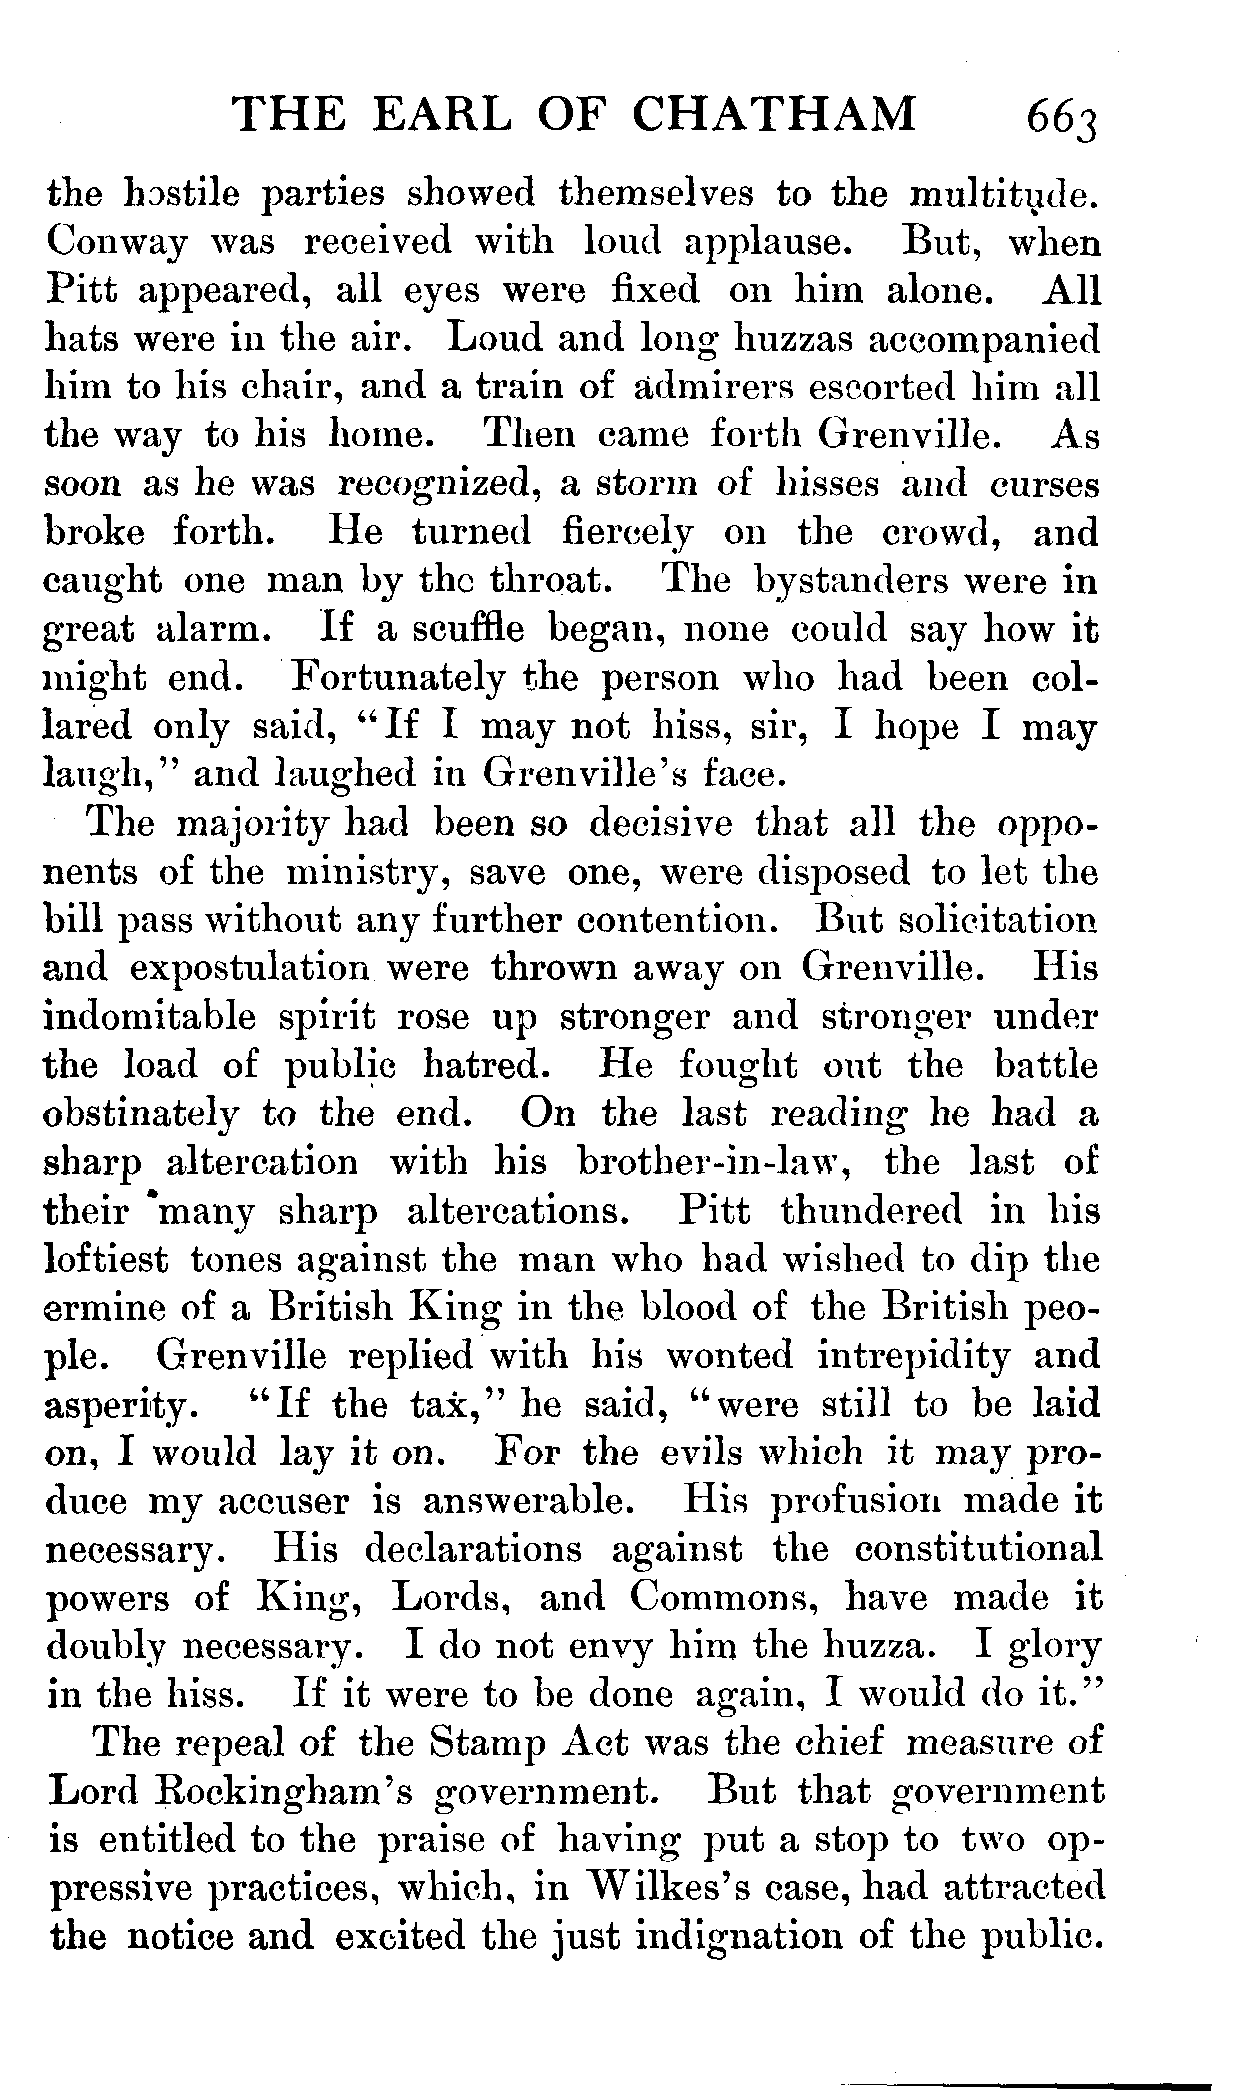 THE EARL OF CHATHAM 663
the hostile parties showed themselves to the multitude.
Conway was received with loud applause. But, when
Pitt appeared, all eyes were fixed on him alone. All
hats were in the air. Loud and long huzzas accompanied
him to his chair, and a train of admirers escorted him all
the way to his home. Then came forth Grenville. As
soon as he was recognized, a storm of hisses and curses
broke forth. He turned fiercely on the crowd, and
caught one man by the throat. The bystanders were in
great alarm. If a scuffle began, none could say how it
might end. Fortunately the person who had been col-
lared only said, "If I may not hiss, sir, I hope I may
laugh," and laughed in Grenville's face.
The majority had been so decisive that all the oppo-
nents of the ministry, save one, were disposed to let the
bill pass without any further contention. But solicitation
and expostulation were thrown away on Grenville. His
indomitable spirit rose up stronger and stronger under
the load of public hatred. He fought out the battle
obstinately to the end. On the last reading he had a
sharp altercation with his brother-in-law, the last of
their many sharp altercations. Pitt thundered in his
loftiest tones against the man who had wished to dip the
ermine of a British King in the blood of the British peo-
ple. Grenville replied with his wonted intrepidity and
asperity. "If the tax," he said, "were still to be laid
on, I would lay it on. For the evils which it may pro-
duce my accuser is answerable. His profusion made it
necessary. His declarations against the constitutional
powers of King, Lords, and Commons, have made it
doubly necessary. I do not envy him the huzza. I glory
in the hiss. If it were to be done again, I would do it."
The repeal of the Stamp Act was the chief measure of
Lord Rockingham's government. But that government
is entitled to the praise of having put a stop to two op-
pressive practices, which, in Wilkes's case, had attracted
the notice and excited the just indignation of the public.